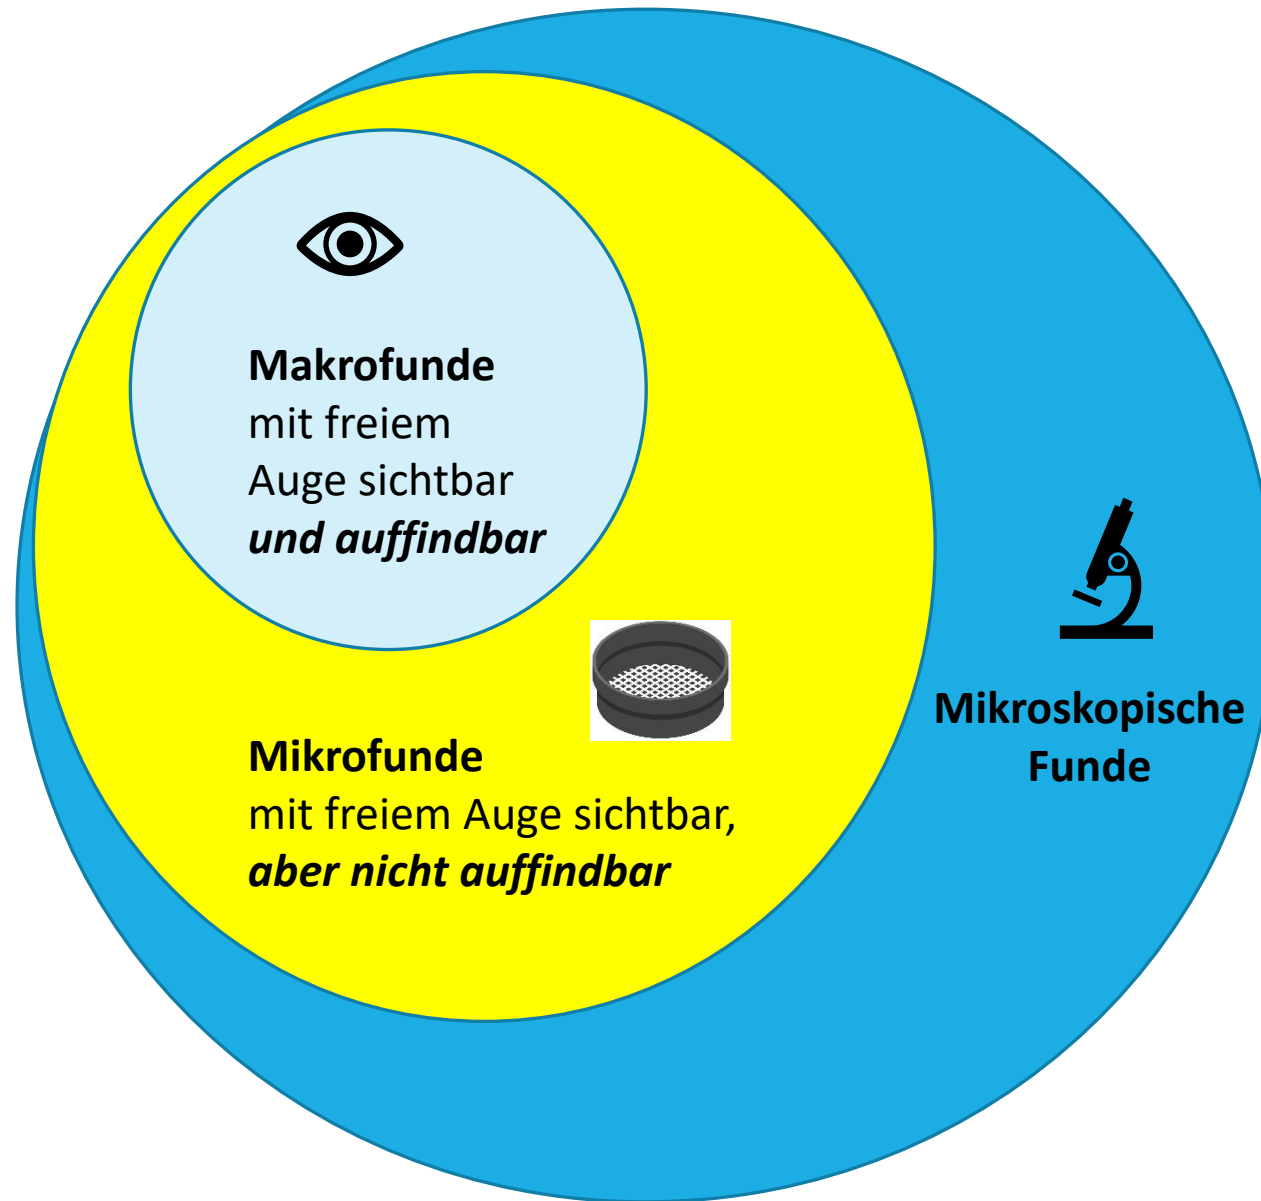 Makrofunde
mit freiem
Auge sichtbar
und auffindbar
Mikrofunde
mit freiem Auge sichtbar,
aber nicht auffindbar
Mikroskopische
Funde